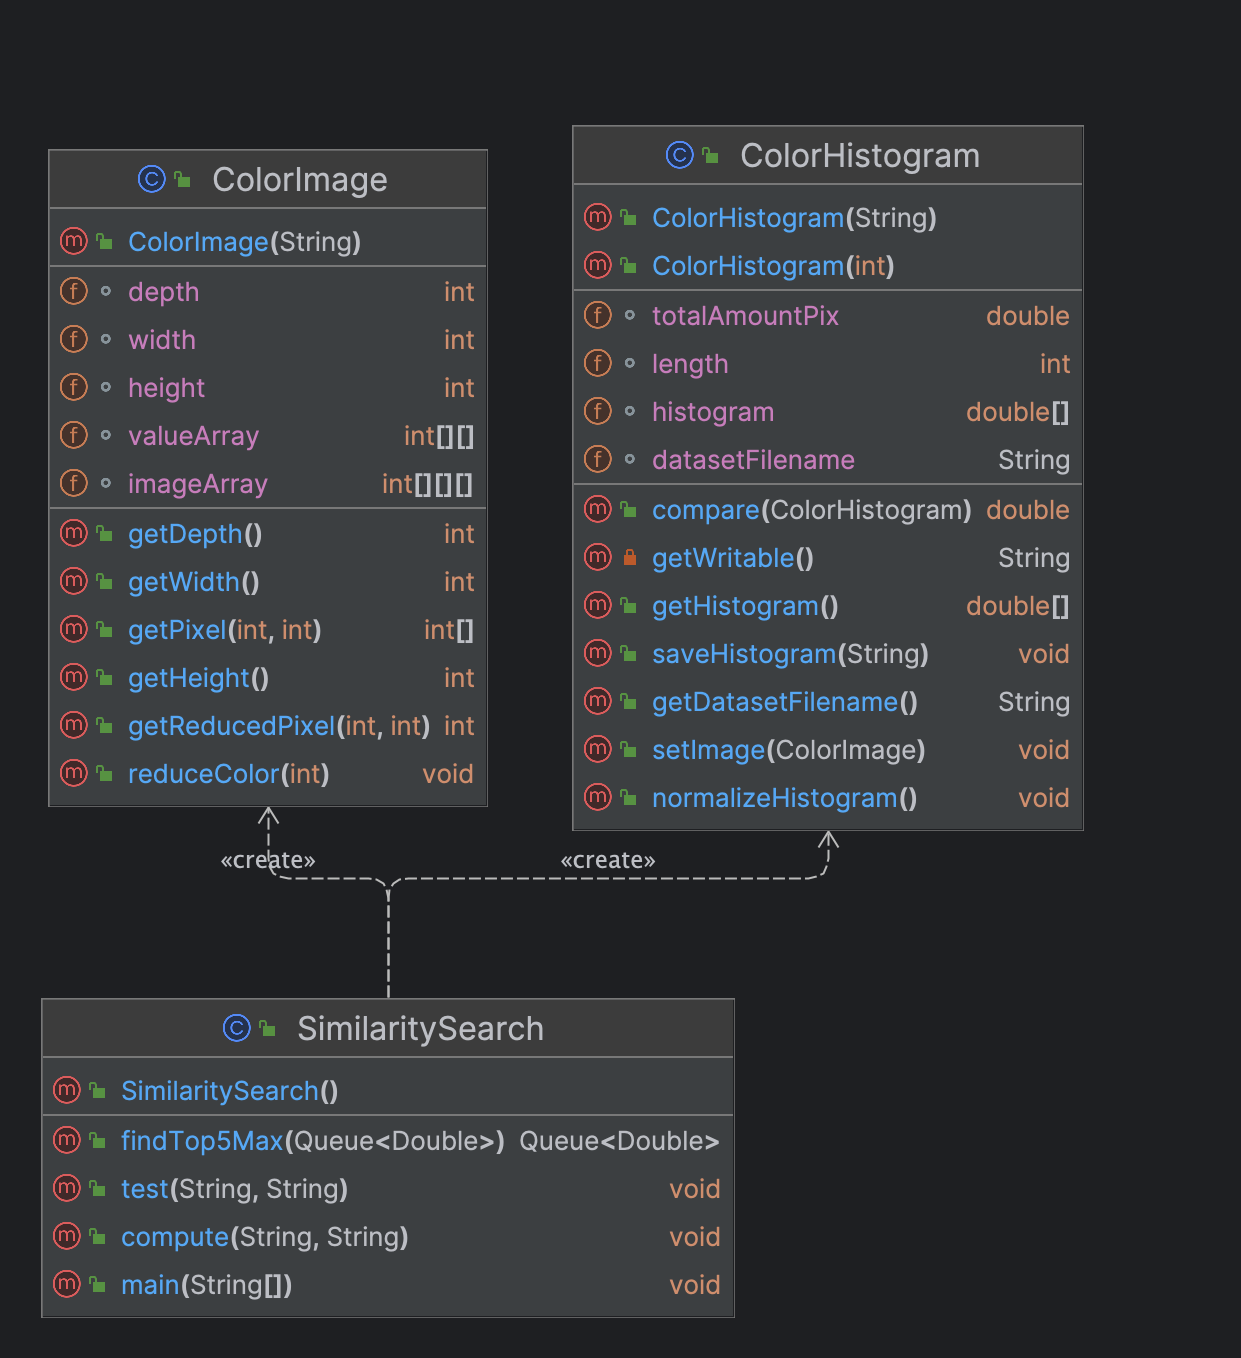 ColorImage
ColorImage(String)
depth int
width int
height int
valueArray int[][]
imageArray int[][][]
getDepth() int
getWidth() int
getPixel(int, int) int[]
getHeight() int
getReducedPixel(int, int) int
reduceColor(int) void
ColorHistogram
ColorHistogram(String)
ColorHistogram(int)
totalAmountPix double
length int
histogram double[]
datasetFilename String
compare(ColorHistogram) double
getWritable() String
getHistogram() double[]
saveHistogram(String) void
getDatasetFilename() String
setImage(ColorImage) void
normalizeHistogram() void
«create»
«create»
SimilaritySearch
SimilaritySearch()
findTop5Max(Queue<Double>) Queue<Double>
test(String, String) void
compute(String, String) void
main(String[]) void